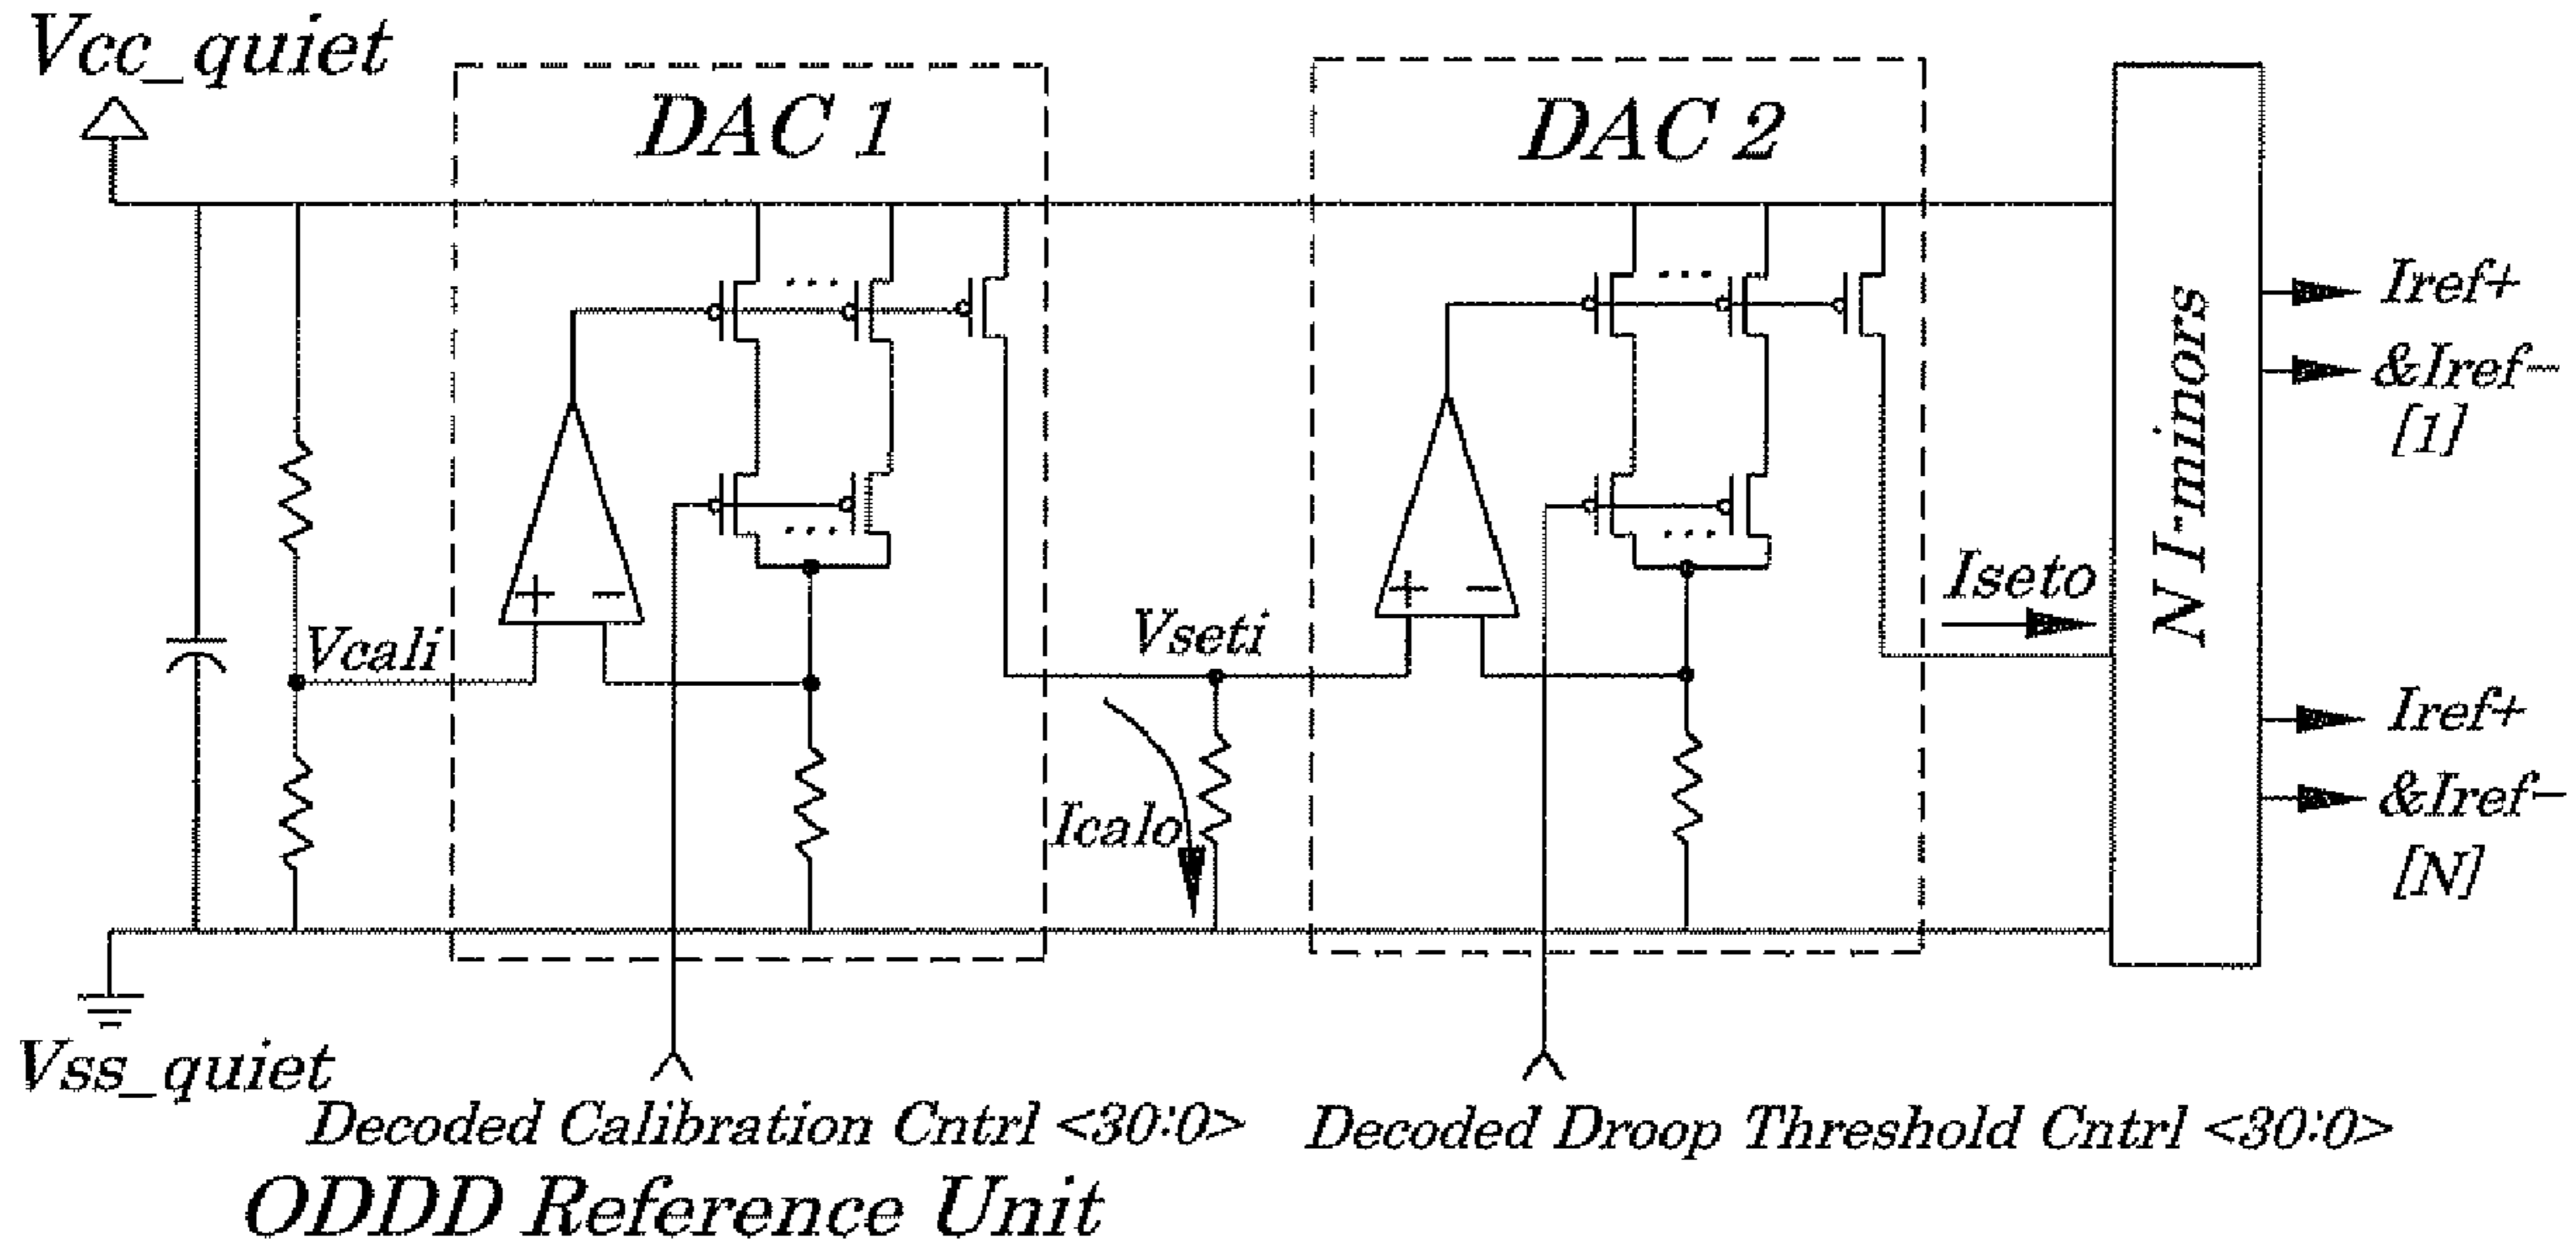 Vcc_quiet
DAC 1
DAC 2
Iref+
&Iref-
[1]
N I-minors
Iseto
+ -
+ -
Vcali
Vseti
Iref+
&Iref-
[N]
Icalo
Vss_quiet
Decoded Calibration Cntrl <30:0>
Decoded Droop Threshold Cntrl <30:0>
ODDD Reference Unit